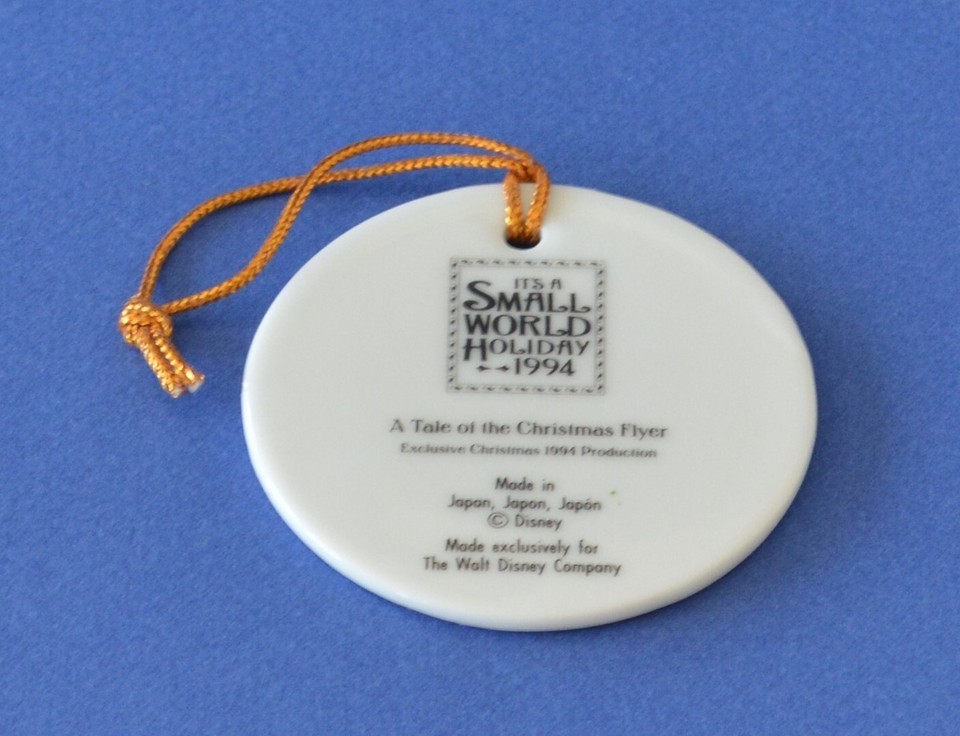 IT'S A
SMALL
WORLD
HOLIDAY
1994
A Tale of the Christmas Flyer
Exclusive Christmas 1994 Production
Made in
Japan, Japon, Japón
© Disney
Made exclusively for
The Walt Disney Company